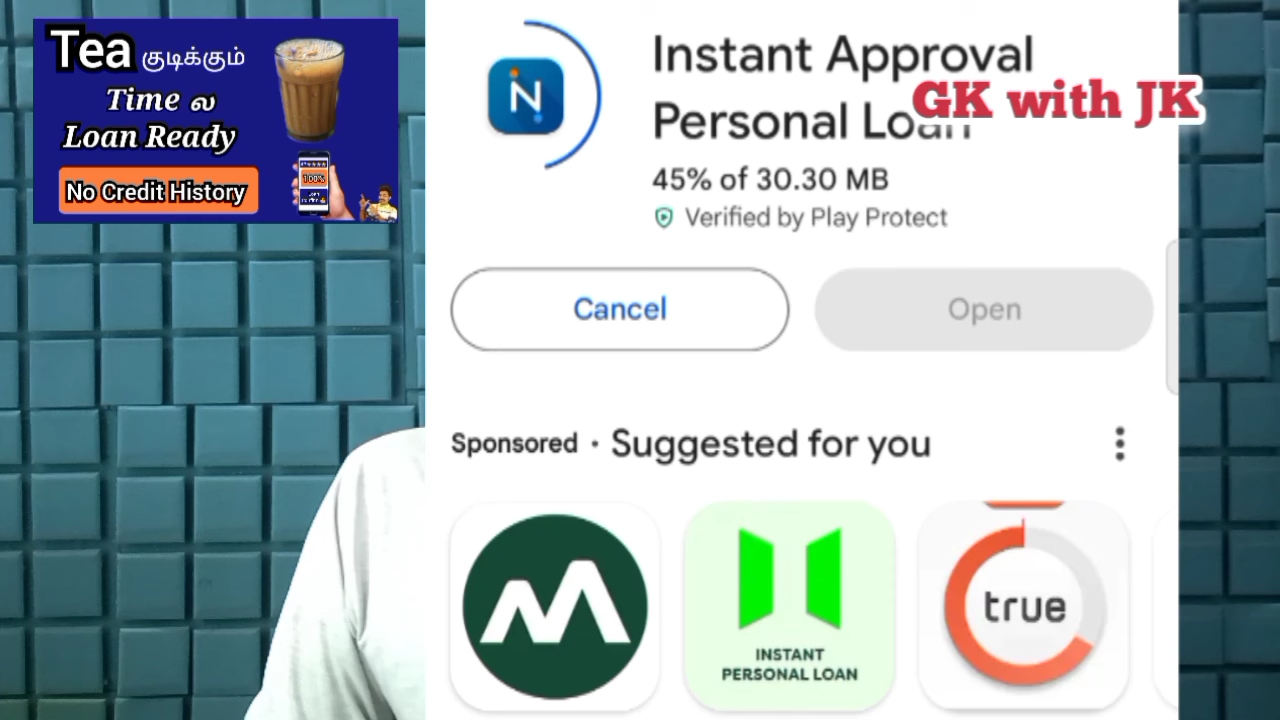 Tea குடிக்கும்
Time ல
Loan Ready
No Credit History
100%
N
Instant Approval
Personal Loan
GK with JK
45% of 30.30 MB
Verified by Play Protect
Cancel
Open
Sponsored · Suggested for you
INSTANT
PERSONAL LOAN
true